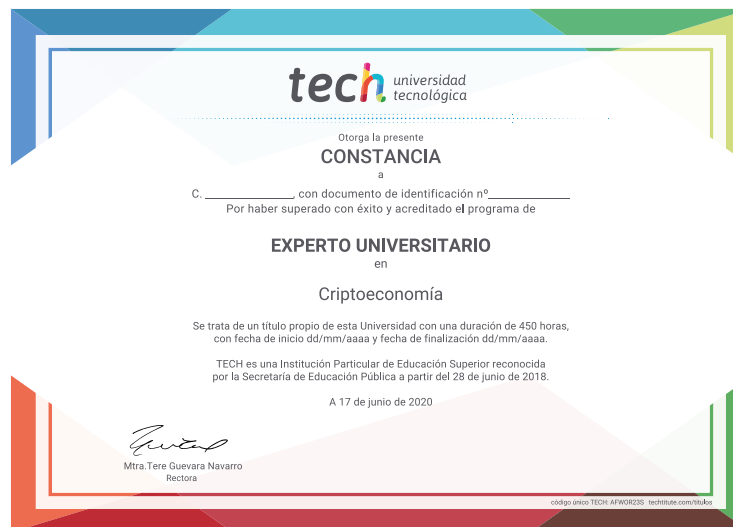 tech universidad
tecnológica
Otorga la presente
CONSTANCIA
a
C. ______________, con documento de identificación nº______________
Por haber superado con éxito y acreditado el programa de
EXPERTO UNIVERSITARIO
en
Criptoeconomía
Se trata de un título propio de esta Universidad con una duración de 450 horas,
con fecha de inicio dd/mm/aaaa y fecha de finalización dd/mm/aaaa.
TECH es una Institución Particular de Educación Superior reconocida
por la Secretaría de Educación Pública a partir del 28 de junio de 2018.
A 17 de junio de 2020
Mtra.Tere Guevara Navarro
Rectora
código único TECH: AFWOR23S techtitute.com/titulos